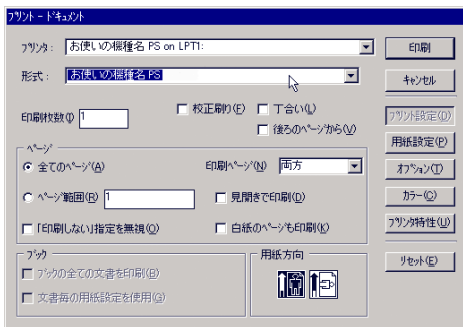 プリント - ドキュメント
プリンタ: お使いの機種名 PS on LPT1:
形式: お使いの機種名 PS
印刷枚数(I) 1
校正刷り(F)
丁合い(L)
後ろのページから(V)
ページ
全てのページ(A)
印刷ページ(N) 両方
ページ範囲(R) 1
見開きで印刷(D)
「印刷しない」指定を無視(O)
白紙のページも印刷(K)
ブック
ブックの全ての文書を印刷(B)
文書毎の用紙設定を使用(G)
用紙方向
印刷
キャンセル
プリント設定(D)
用紙設定(P)
オプション(T)
カラー(C)
プリンタ特性(U)
リセット(E)